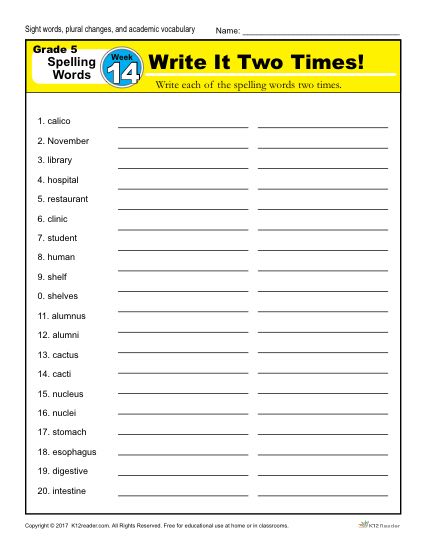 Sight words, plural changes, and academic vocabulary Name:
Grade 5
Spelling
Words
Week
14
Write It Two Times!
Write each of the spelling words two times.
1. calico
2. November
3. library
4. hospital
5. restaurant
6. clinic
7. student
8. human
9. shelf
0. shelves
11. alumnus
12. alumni
13. cactus
14. cacti
15. nucleus
16. nuclei
17. stomach
18. esophagus
19. digestive
20. intestine
Copyright © 2017 K12reader.com. All Rights Reserved. Free for educational use at home or in classrooms.
K12Reader